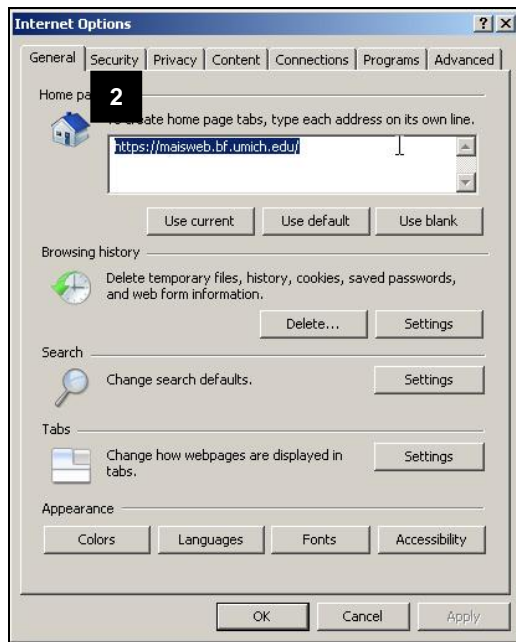 Internet Options
General Security Privacy Content Connections Programs Advanced
Home pa
2
create home page tabs, type each address on its own line.
https://maisweb.bf.umich.edu/
Use current Use default Use blank
Browsing history
Delete temporary files, history, cookies, saved passwords,
and web form information.
Delete... Settings
Search
Change search defaults.
Settings
Tabs
Change how webpages are displayed in
tabs.
Settings
Appearance
Colors Languages Fonts Accessibility
OK Cancel Apply